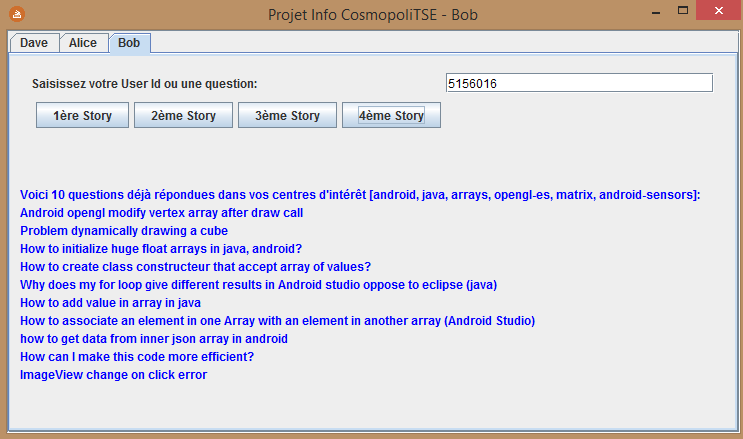 Projet Info CosmopoliTSE - Bob
Dave Alice Bob
Saisissez votre User Id ou une question: 5156016
1ère Story 2ème Story 3ème Story 4ème Story
Voici 10 questions déjà répondues dans vos centres d'intérêt [android, java, arrays, opengl-es, matrix, android-sensors]:
Android opengl modify vertex array after draw call
Problem dynamically drawing a cube
How to initialize huge float arrays in java, android?
How to create class constructeur that accept array of values?
Why does my for loop give different results in Android studio oppose to eclipse (java)
How to add value in array in java
How to associate an element in one Array with an element in another array (Android Studio)
how to get data from inner json array in android
How can I make this code more efficient?
ImageView change on click error